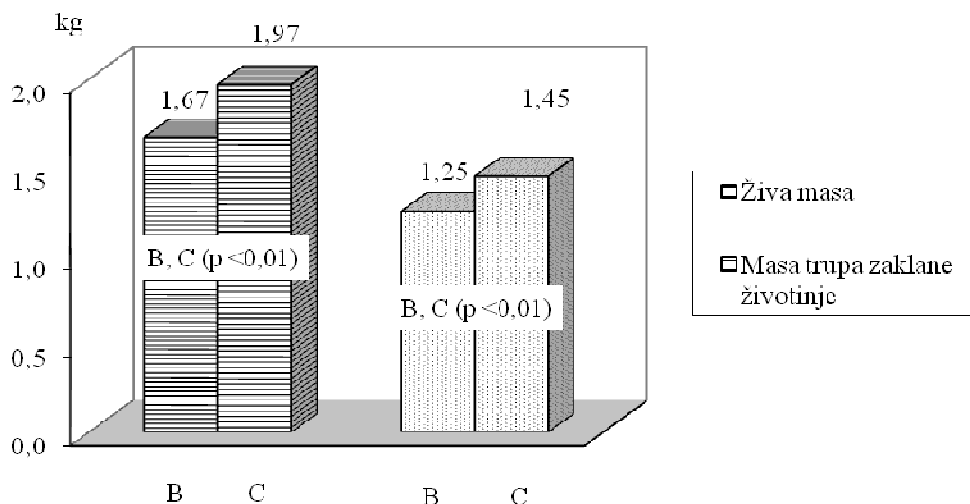 kg
1,97
2,0
1,67
1,45
1,5
1,25
Živa masa
1,0
B, C (p <0,01)
Masa trupa zaklane
životinje
B, C (p <0,01)
0,5
0,0
B C B C